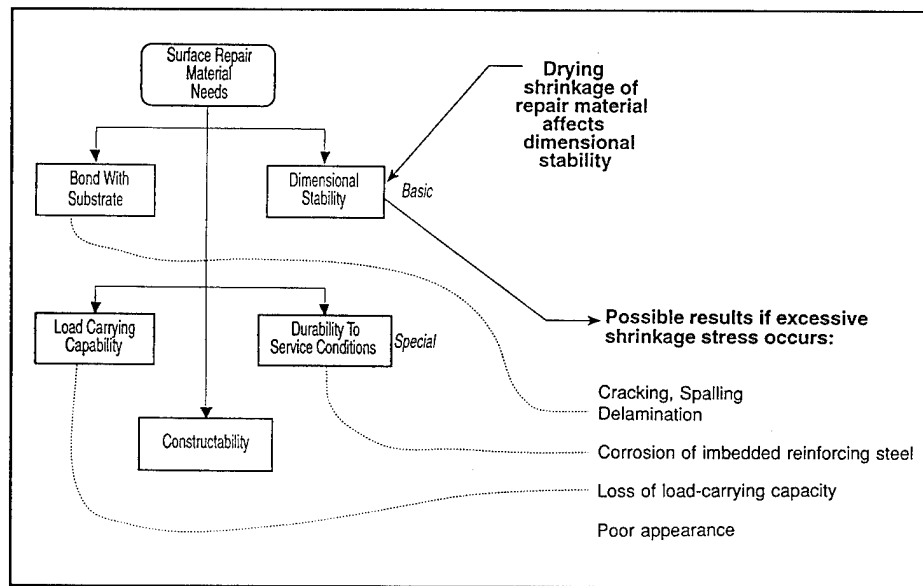 Surface Repair
Material
Needs
Drying
shrinkage of
repair material
affects
dimensional
stability
Bond With
Substrate
Dimensional
Stability
Basic
Load Carrying
Capability
Durability To
Service Conditions
Special
Possible results if excessive
shrinkage stress occurs:
Constructability
Cracking, Spalling
Delamination
Corrosion of imbedded reinforcing steel
Loss of load-carrying capacity
Poor appearance